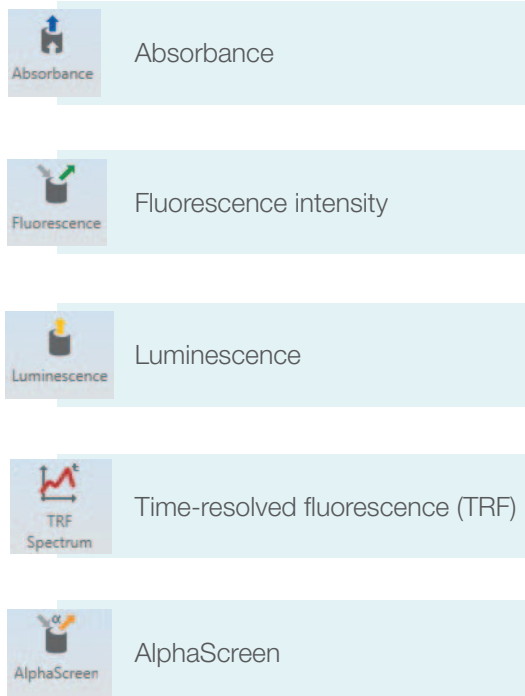 Absorbance
Absorbance
Fluorescence
Fluorescence intensity
Luminescence
Luminescence
t
TRF
Spectrum
Time-resolved fluorescence (TRF)
α
AlphaScreen
AlphaScreen